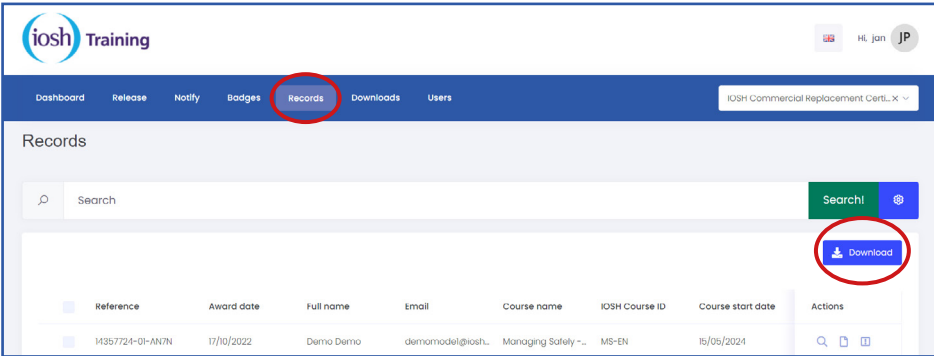 iosh Training
Hi, jan JP
Dashboard Release Notify Badges Records Downloads Users IOSH Commercial Replacement Certi...
Records
Search Search!
Download
Reference Award date Full name Email Course name IOSH Course ID Course start date Actions
14357724-01-AN7N 17/10/2022 Demo Demo demomodel@iosh... Managing Safely -... MS-EN 15/05/2024